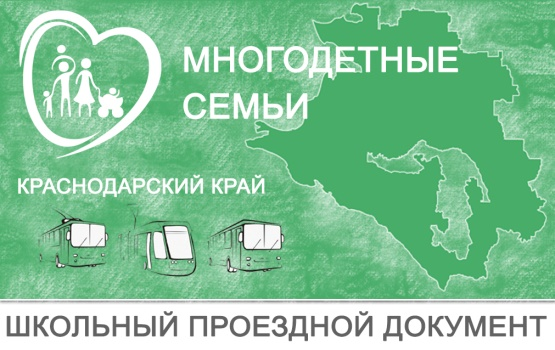 МНОГОДЕТНЫЕ
СЕМЬИ
КРАСНОДАРСКИЙ КРАЙ
ШКОЛЬНЫЙ ПРОЕЗДНОЙ ДОКУМЕНТ